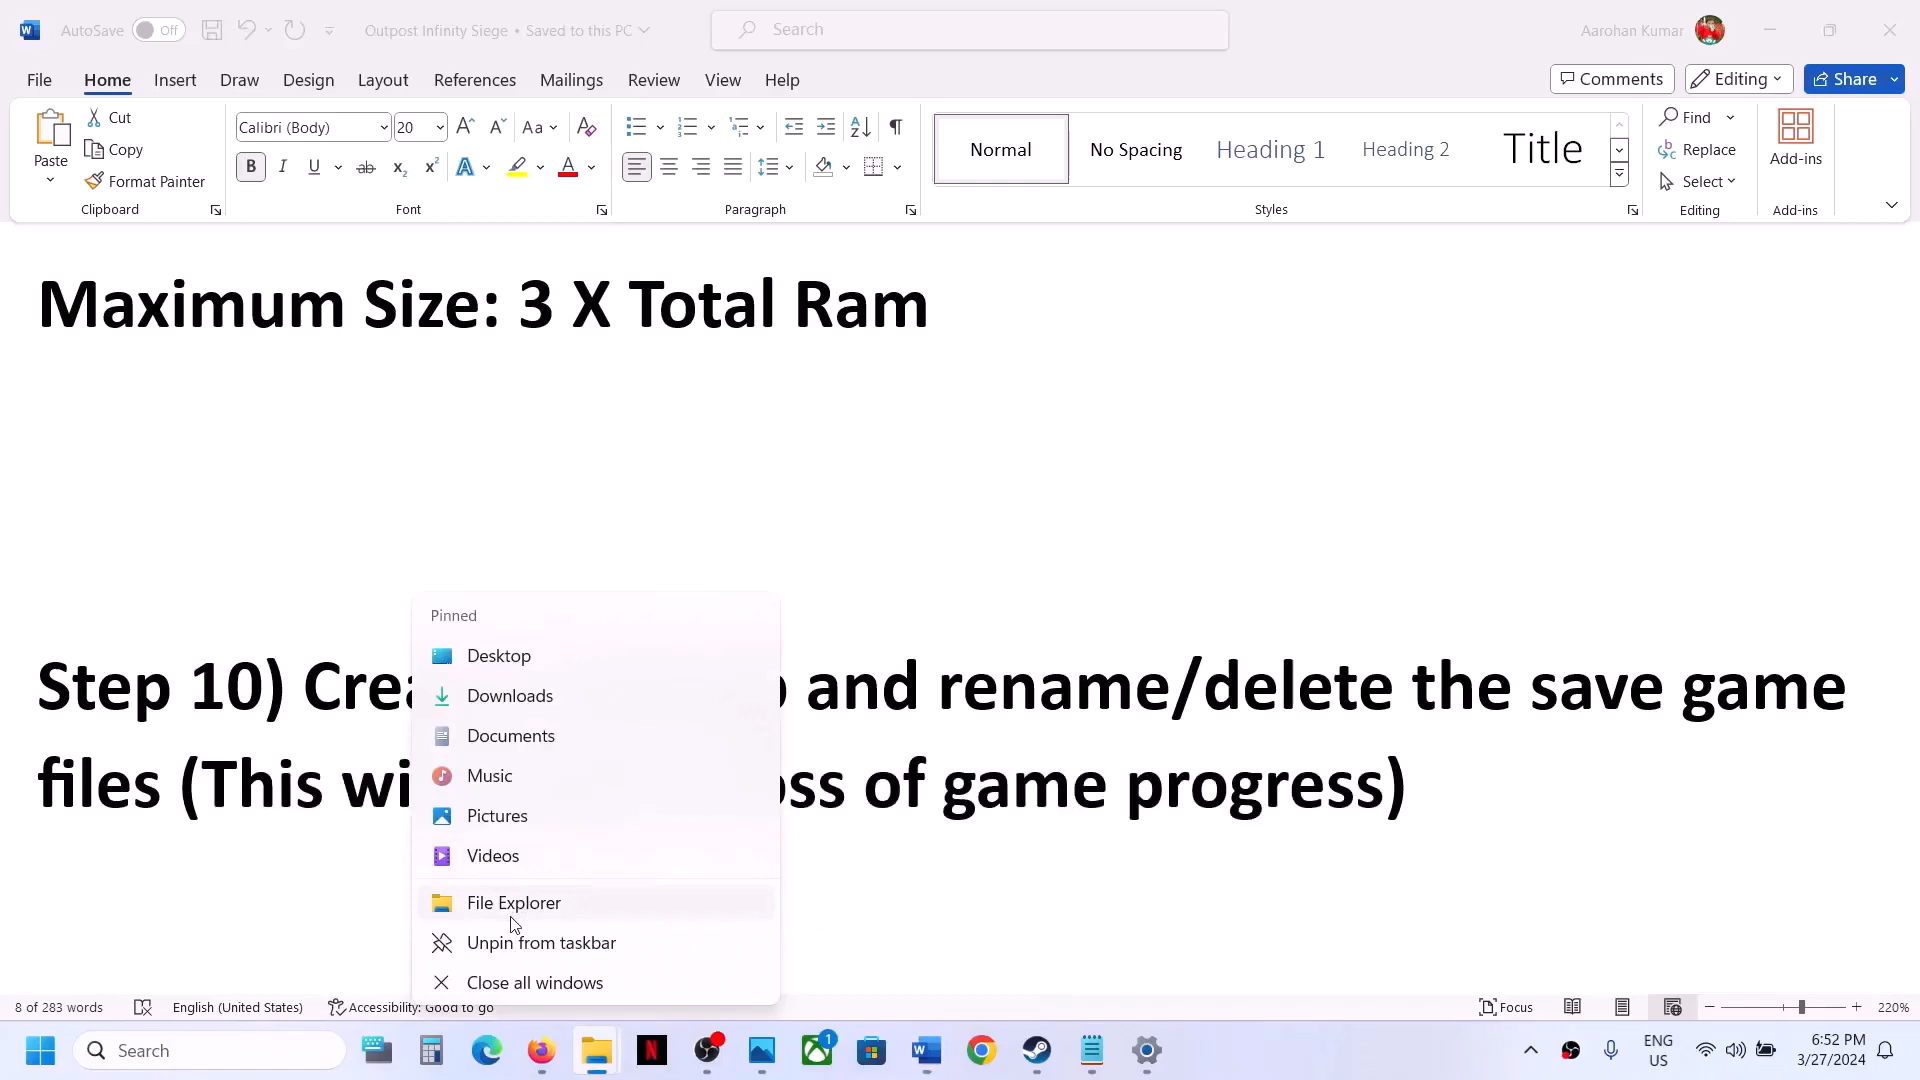 AutoSave Off Outpost Infinity Siege • Saved to this PC Search Aarohan Kumar
File Home Insert Draw Design Layout References Mailings Review View Help Comments Editing Share
Paste Cut Copy Format Painter Clipboard
Calibri (Body) 20 Aa Font
Paragraph
Normal No Spacing Heading 1 Heading 2 Title Styles
Find Replace Select Editing
Add-ins Add-ins
Maximum Size: 3 X Total Ram
Step 10) Crea and rename/delete the save game
files (This wi oss of game progress)
Pinned
Desktop
Downloads
Documents
Music
Pictures
Videos
File Explorer
Unpin from taskbar
Close all windows
8 of 283 words English (United States) Accessibility: Good to go Focus 220%
Search 1 ENG US 6:52 PM 3/27/2024